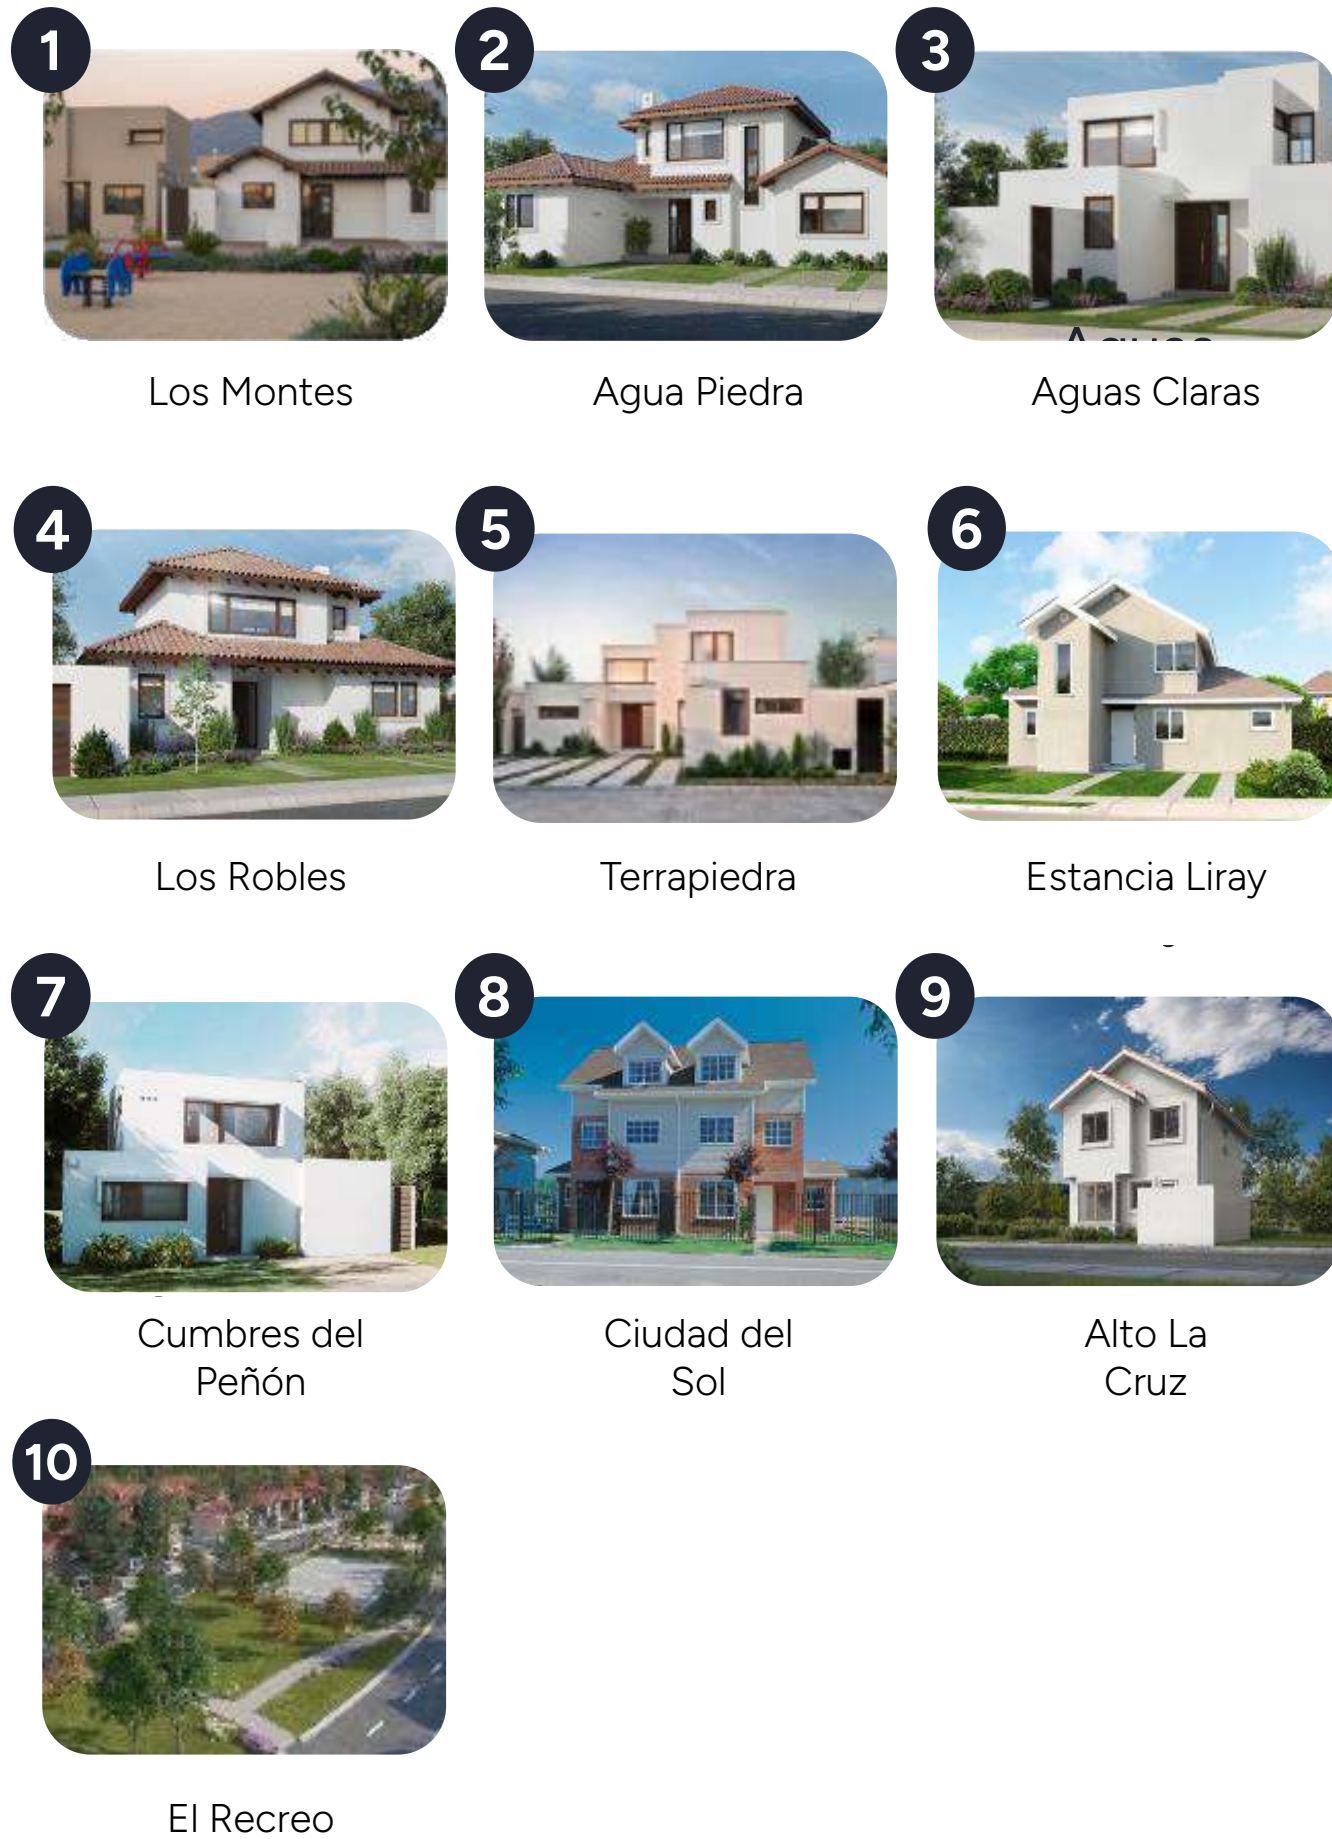 1
2
3
Los Montes
Agua Piedra
Aguas Claras
4
5
6
Los Robles
Terrapiedra
Estancia Liray
7
8
9
Cumbres del
Peñón
Ciudad del
Sol
Alto La
Cruz
10
El Recreo